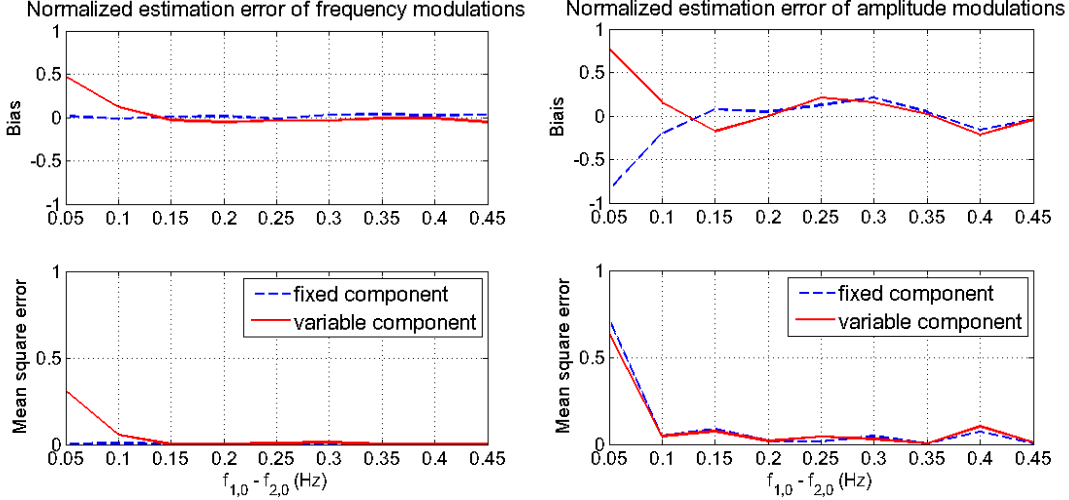 Normalized estimation error of frequency modulations
1
0.5
0
-0.5
-1
Biais
0.05 0.1 0.15 0.2 0.25 0.3 0.35 0.4 0.45
Normalized estimation error of amplitude modulations
1
0.5
0
-0.5
-1
Biais
0.05 0.1 0.15 0.2 0.25 0.3 0.35 0.4 0.45
1
0.5
0
Mean square error
fixed component
variable component
0.05 0.1 0.15 0.2 0.25 0.3 0.35 0.4 0.45
f1,0 - f2,0 (Hz)
1
0.5
0
Mean square error
fixed component
variable component
0.05 0.1 0.15 0.2 0.25 0.3 0.35 0.4 0.45
f1,0 - f2,0 (Hz)